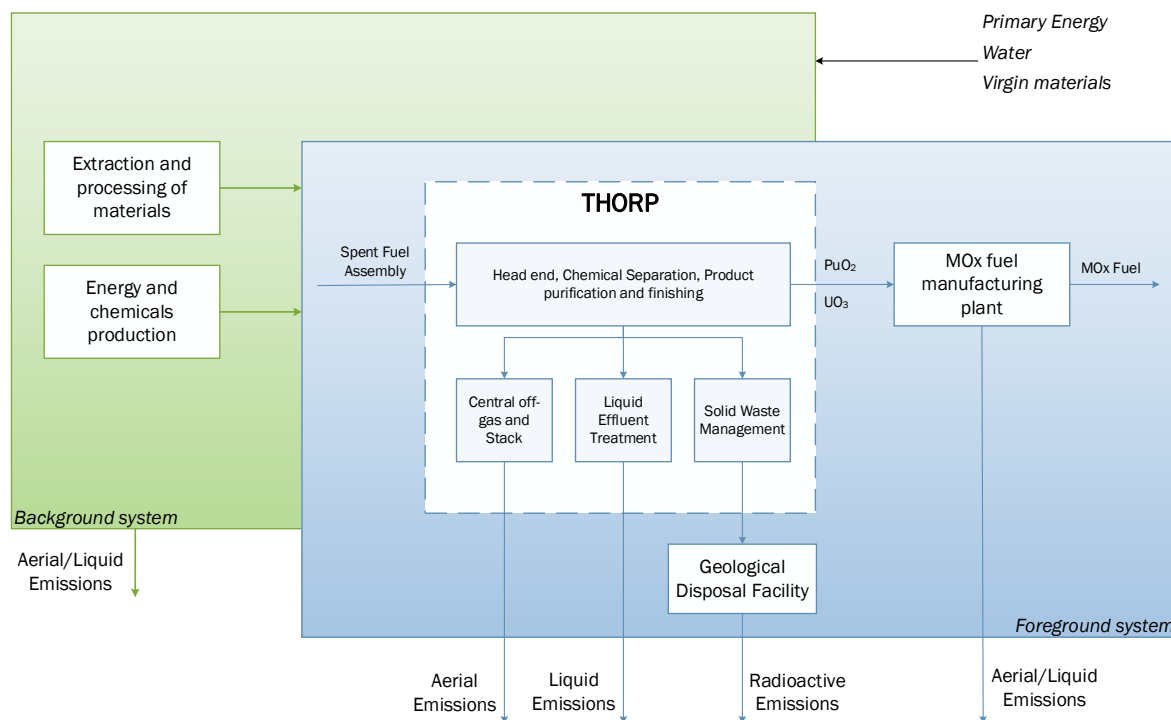 Primary Energy
Water
Virgin materials
Extraction and
processing of
materials
Energy and
chemicals
production
Background system
Aerial/Liquid
Emissions
THORP
Spent Fuel
Assembly
Head end, Chemical Separation, Product
purification and finishing
PuO₂
UO₃
MOx fuel
manufacturing
plant
MOx Fuel
Central off-
gas and
Stack
Liquid
Effluent
Treatment
Solid Waste
Management
Geological
Disposal Facility
Foreground system
Aerial
Emissions
Liquid
Emissions
Radioactive
Emissions
Aerial/Liquid
Emissions